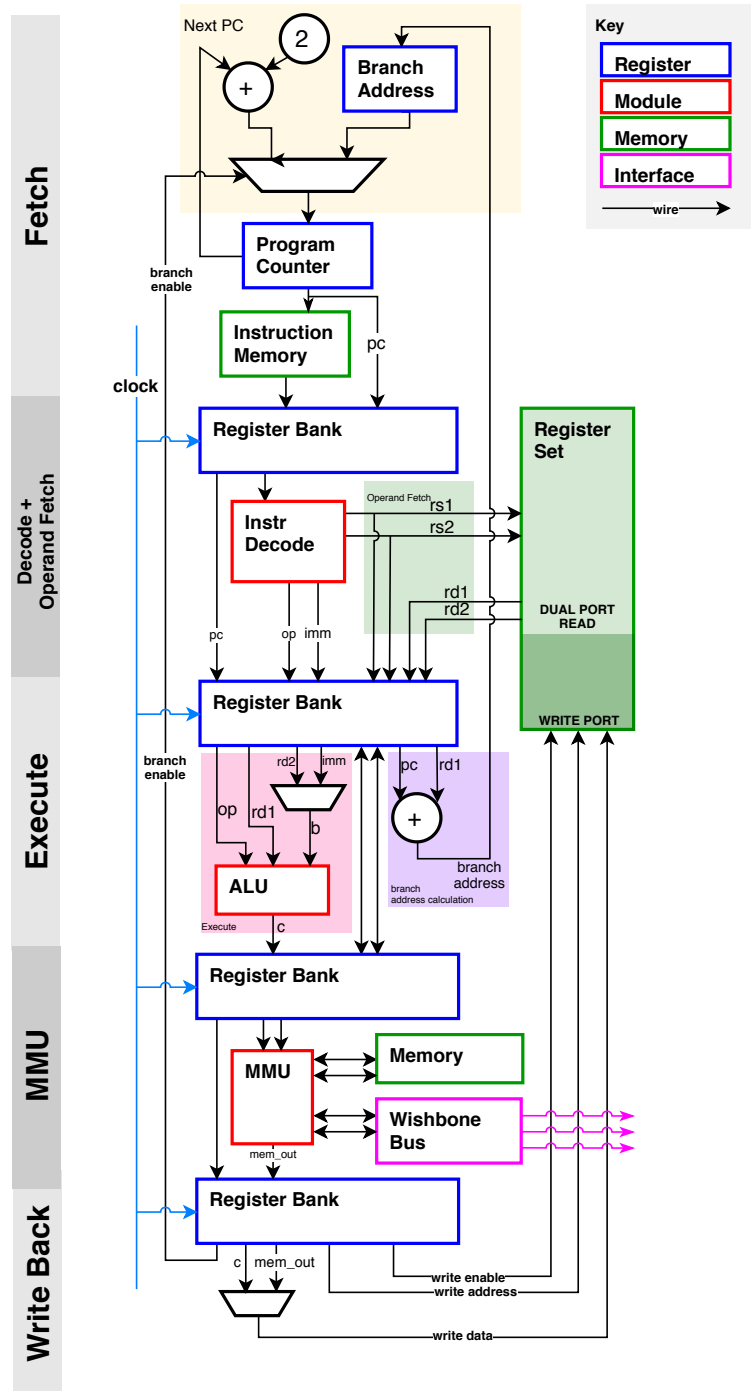 Next PC
2
+
Branch
Address
Key
Register
Module
Memory
Interface
wire
Fetch
Program
Counter
branch
enable
Instruction
Memory
pc
clock
Decode +
Operand Fetch
Register Bank
Register
Set
Operand Fetch
rs1
rs2
Instr
Decode
rd1
rd2
DUAL PORT
READ
pc
op
imm
Register Bank
WRITE PORT
Execute
branch
enable
rd2
imm
pc
rd1
op
rd1
b
+
ALU
branch
address
branch
address calculation
Execute
c
Register Bank
MMU
MMU
Memory
Wishbone
Bus
mem_out
Register Bank
Write Back
c
mem_out
write enable
write address
write data